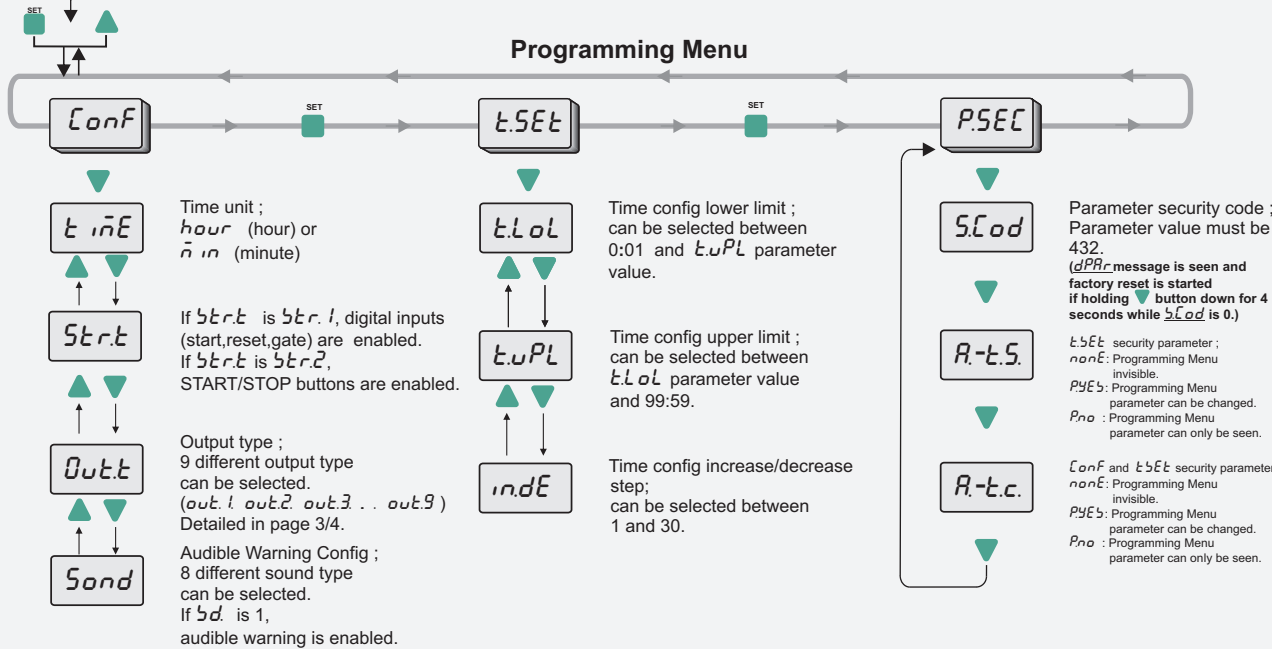 SET
Programming Menu
ConF
SET
t.SEt
SET
P.SEC
t imE
Time unit ;
hour (hour) or
min (minute)
Str.t
If Str.t is Str.1, digital inputs
(start,reset,gate) are enabled.
If Str.t is Str.2,
START/STOP buttons are enabled.
Out.t
Output type ;
9 different output type
can be selected.
(out.1. out.2. out.3. . . out.9 )
Detailed in page 3/4.
Sond
Audible Warning Config ;
8 different sound type
can be selected.
If Sd. is 1,
audible warning is enabled.
t.LoL
Time config lower limit ;
can be selected between
0:01 and t.uPL parameter
value.
t.uPL
Time config upper limit ;
can be selected between
t.LoL parameter value
and 99:59.
in.dE
Time config increase/decrease
step;
can be selected between
1 and 30.
S.Cod
Parameter security code ;
Parameter value must be
432.
(dPAr message is seen and
factory reset is started
if holding button down for 4
seconds while S.Cod is 0.)
A.-t.S.
t.SEt security parameter ;
nonE: Programming Menu
invisible.
P.YES: Programming Menu
parameter can be changed.
P.no : Programming Menu
parameter can only be seen.
A.-t.c.
ConF and tSEt security parameter
nonE: Programming Menu
invisible.
P.YES: Programming Menu
parameter can be changed.
P.no : Programming Menu
parameter can only be seen.